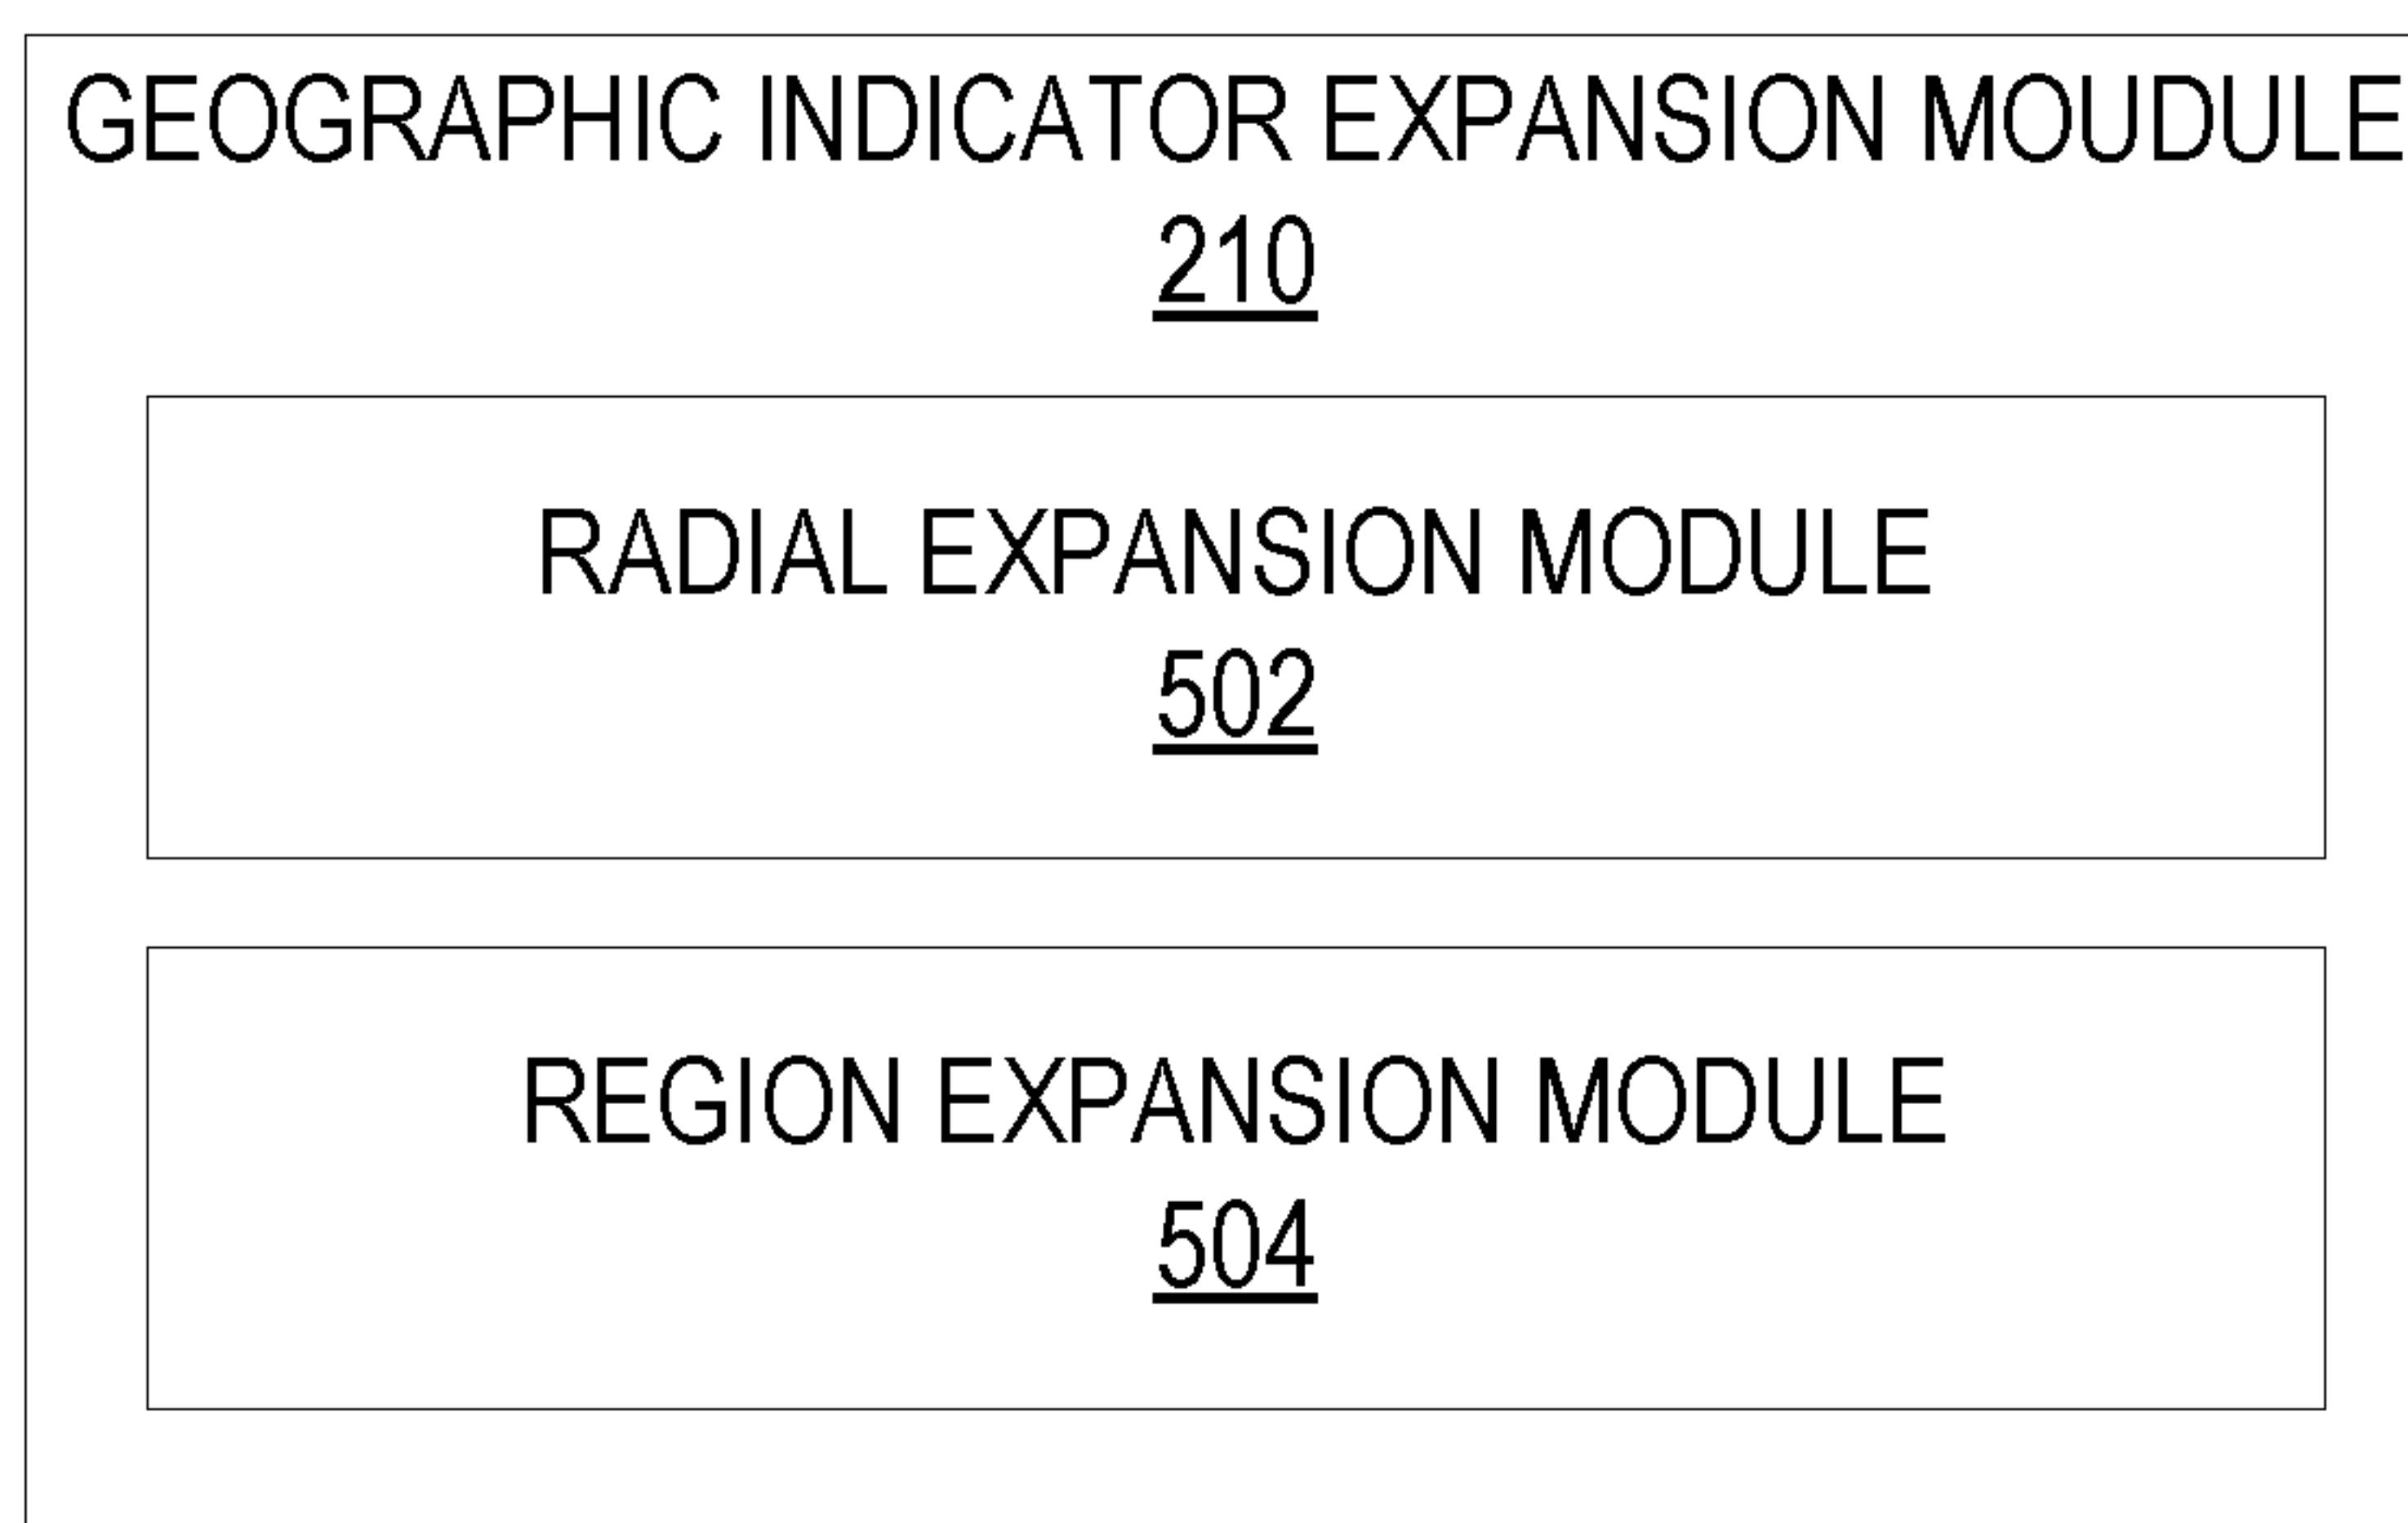 GEOGRAPHIC INDICATOR EXPANSION MOUDULE
210
RADIAL EXPANSION MODULE
502
REGION EXPANSION MODULE
504